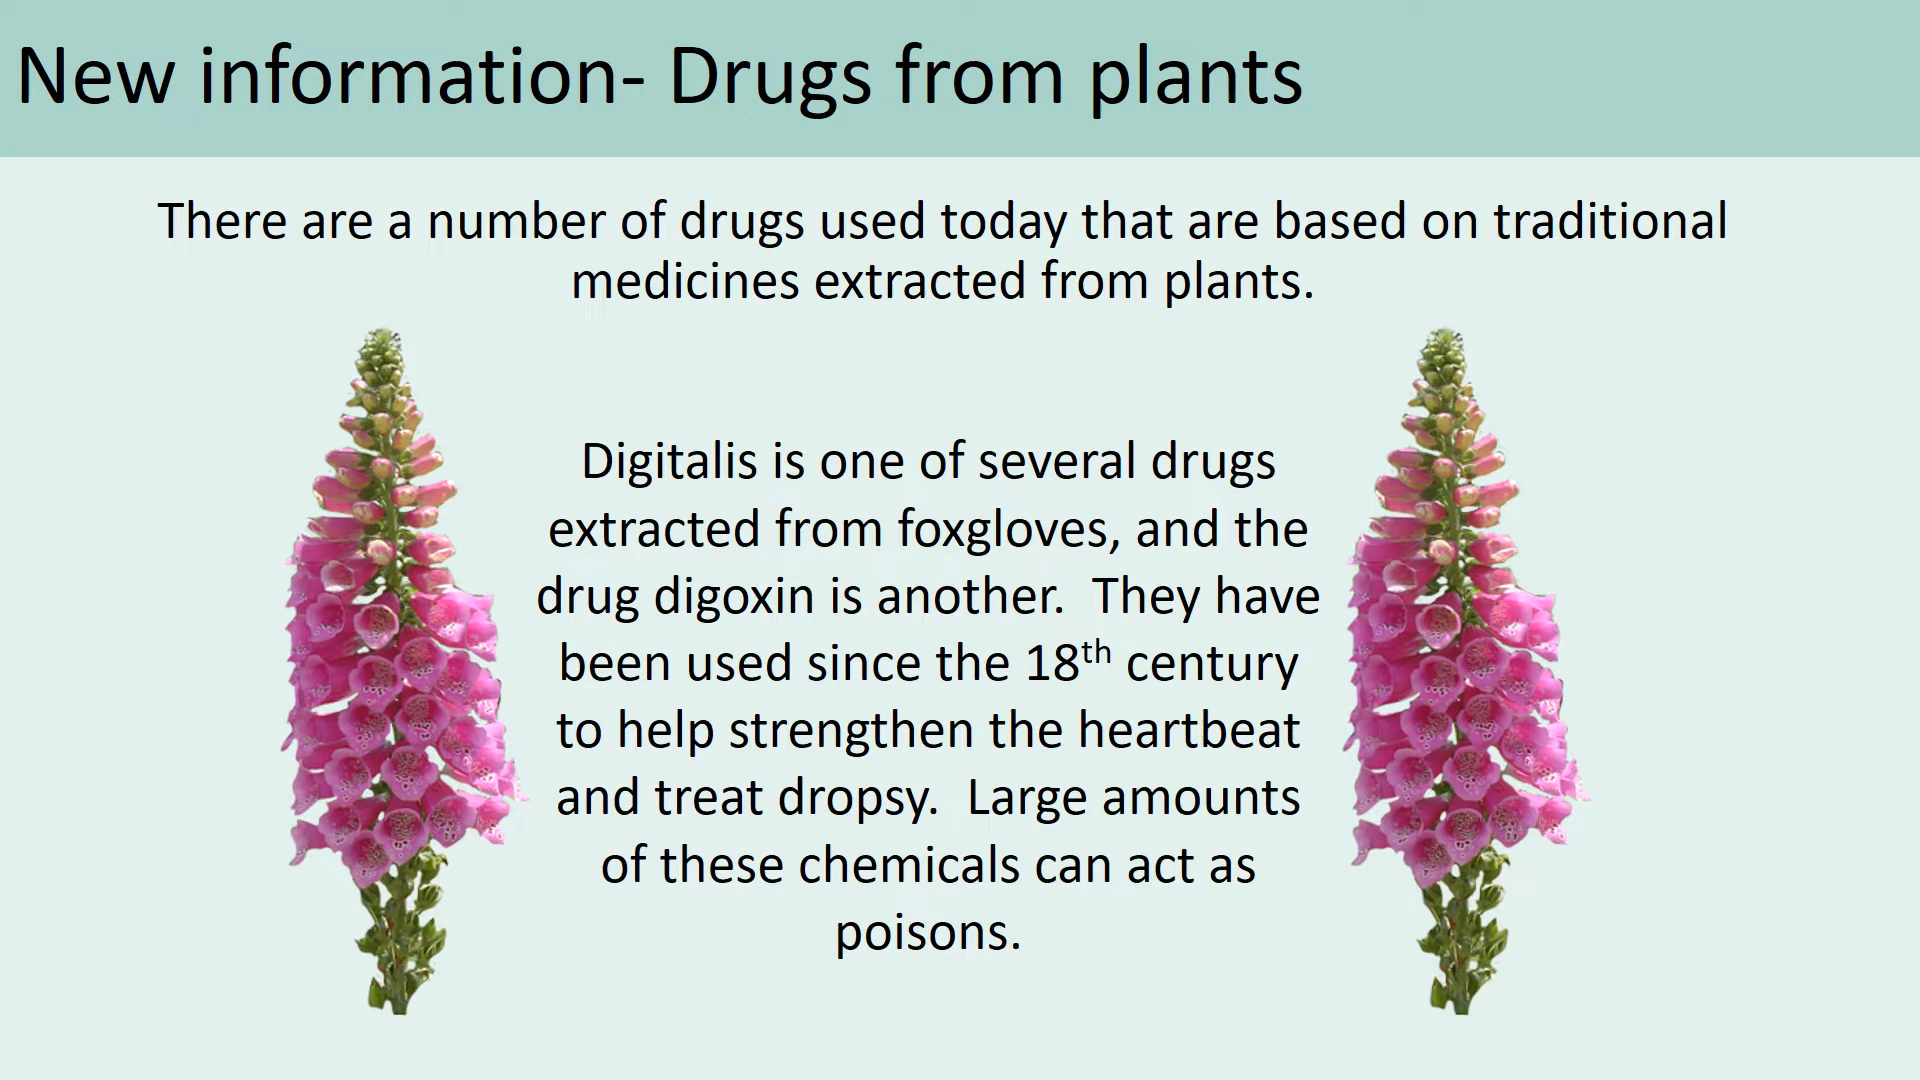 New information- Drugs from plants
There are a number of drugs used today that are based on traditional
medicines extracted from plants.
Digitalis is one of several drugs
extracted from foxgloves, and the
drug digoxin is another.  They have
been used since the 18th century
to help strengthen the heartbeat
and treat dropsy.  Large amounts
of these chemicals can act as
poisons.